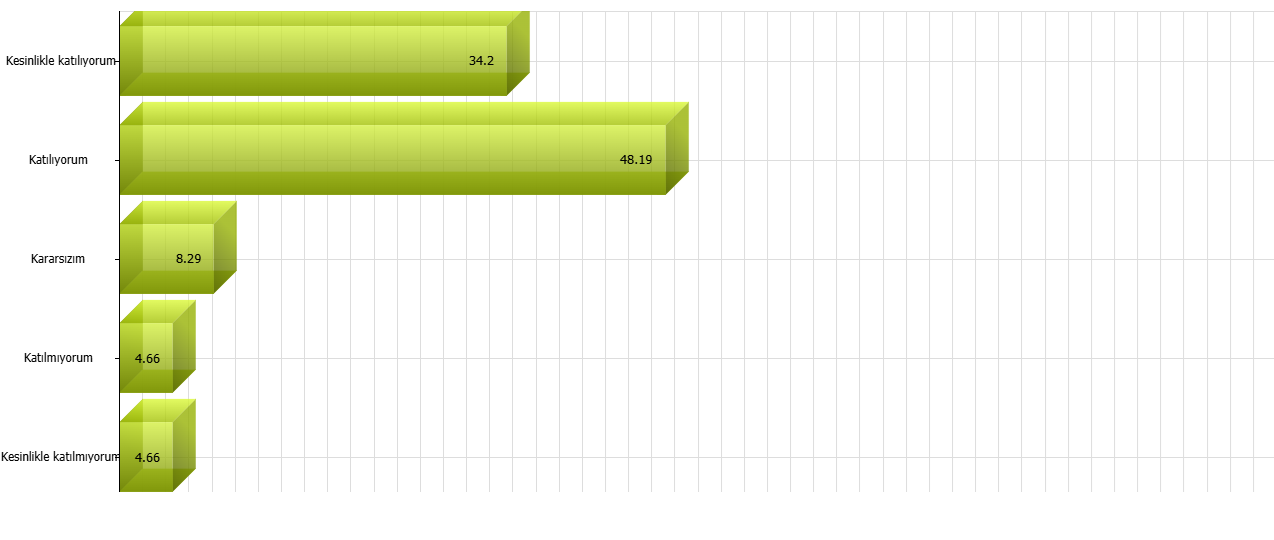 Kesinlikle katılıyorum
34.2
Katılıyorum
48.19
Kararsızım
8.29
Katılmıyorum
4.66
Kesinlikle katılmıyorum
4.66